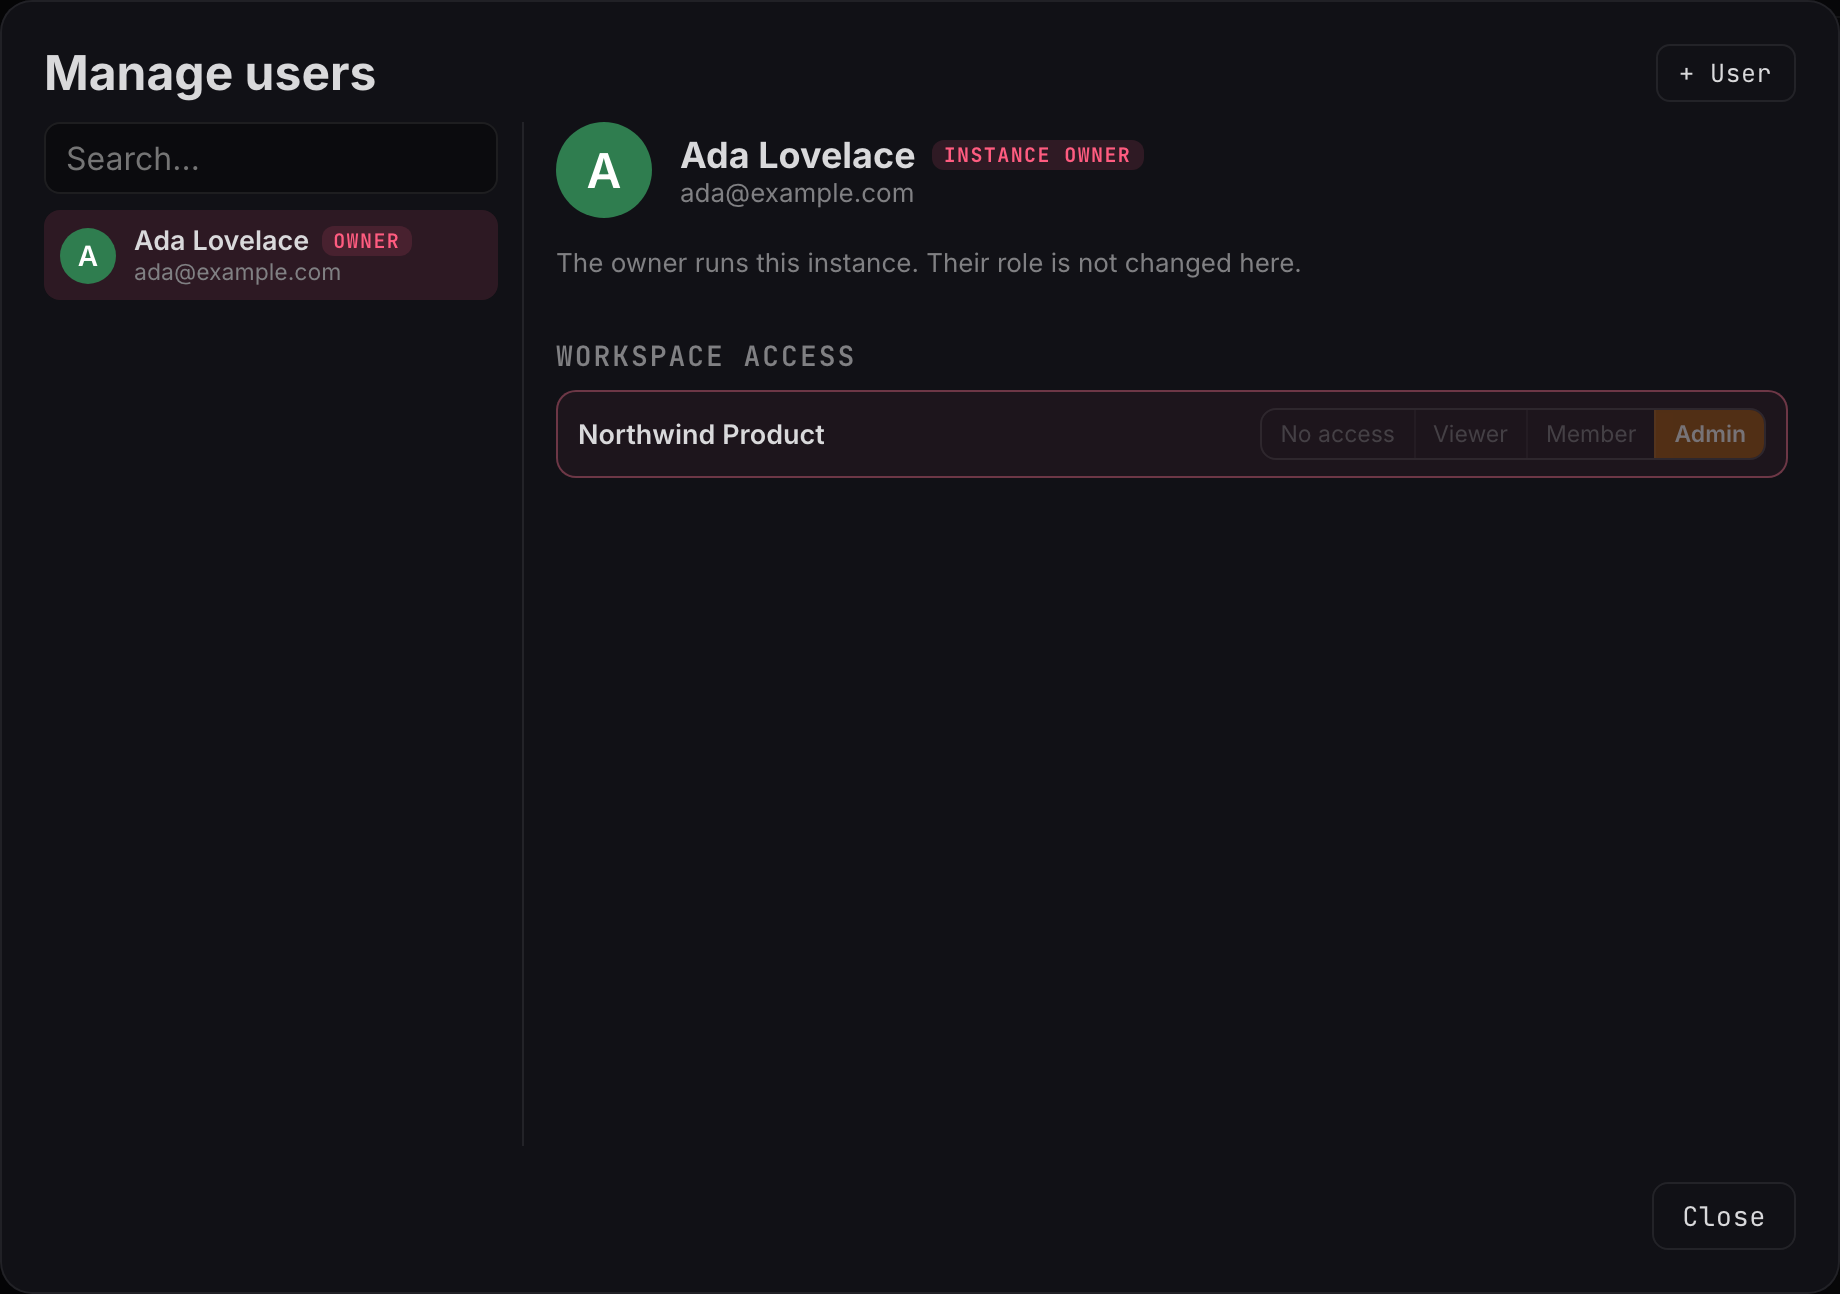 Manage users
+ User
Search...
A
Ada Lovelace OWNER
ada@example.com
A
Ada Lovelace INSTANCE OWNER
ada@example.com
The owner runs this instance. Their role is not changed here.
WORKSPACE ACCESS
Northwind Product No access Viewer Member Admin
Close